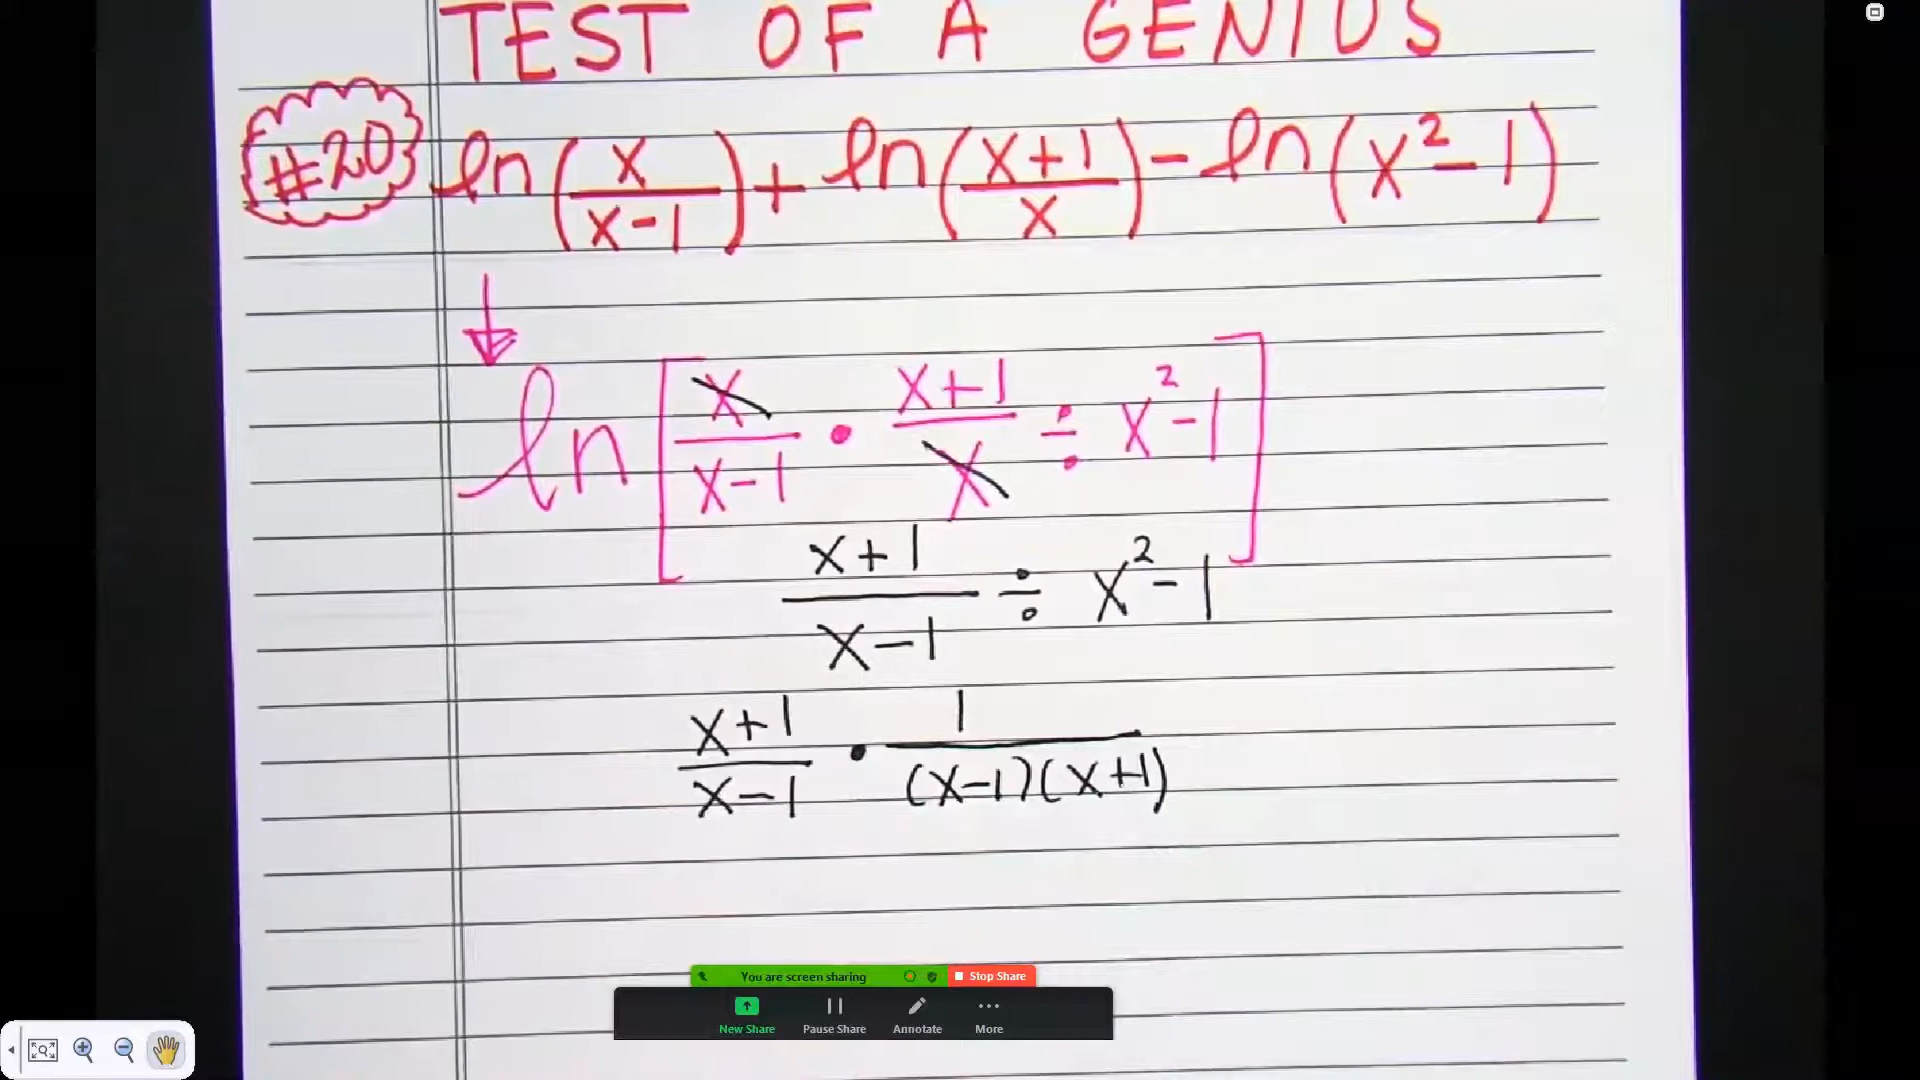 TEST OF A GENIUS
#20 ln(x/(x-1)) + ln((x+1)/x) - ln(x²-1)
ln[x/(x-1) · (x+1)/x ÷ x²-1]
(x+1)/(x-1) ÷ x²-1
(x+1)/(x-1) · 1/((x-1)(x+1))
You are screen sharing Stop Share
New Share Pause Share Annotate More